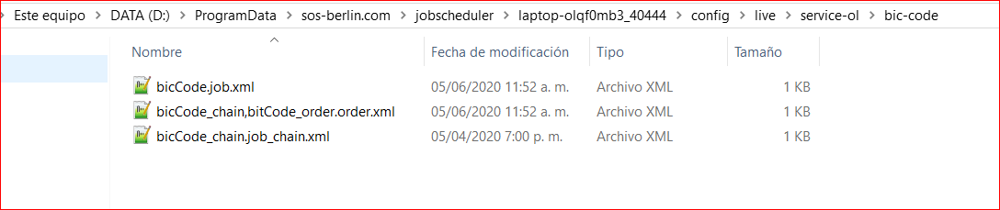 Este equipo > DATA (D:) > ProgramData > sos-berlin.com > jobscheduler > laptop-olqf0mb3_40444 > config > live > service-ol > bic-code
Nombre Fecha de modificación Tipo Tamaño
bicCode.job.xml 05/06/2020 11:52 a. m. Archivo XML 1 KB
bicCode_chain,bitCode_order.order.xml 05/06/2020 11:52 a. m. Archivo XML 1 KB
bicCode_chain.job_chain.xml 05/04/2020 7:00 p. m. Archivo XML 1 KB